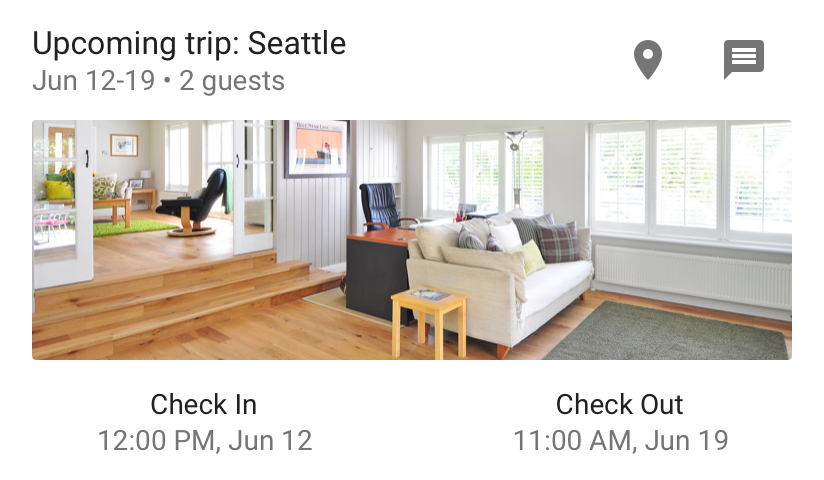 Upcoming trip: Seattle
Jun 12-19 • 2 guests
Check In
Check Out
12:00 PM, Jun 12
11:00 AM, Jun 19